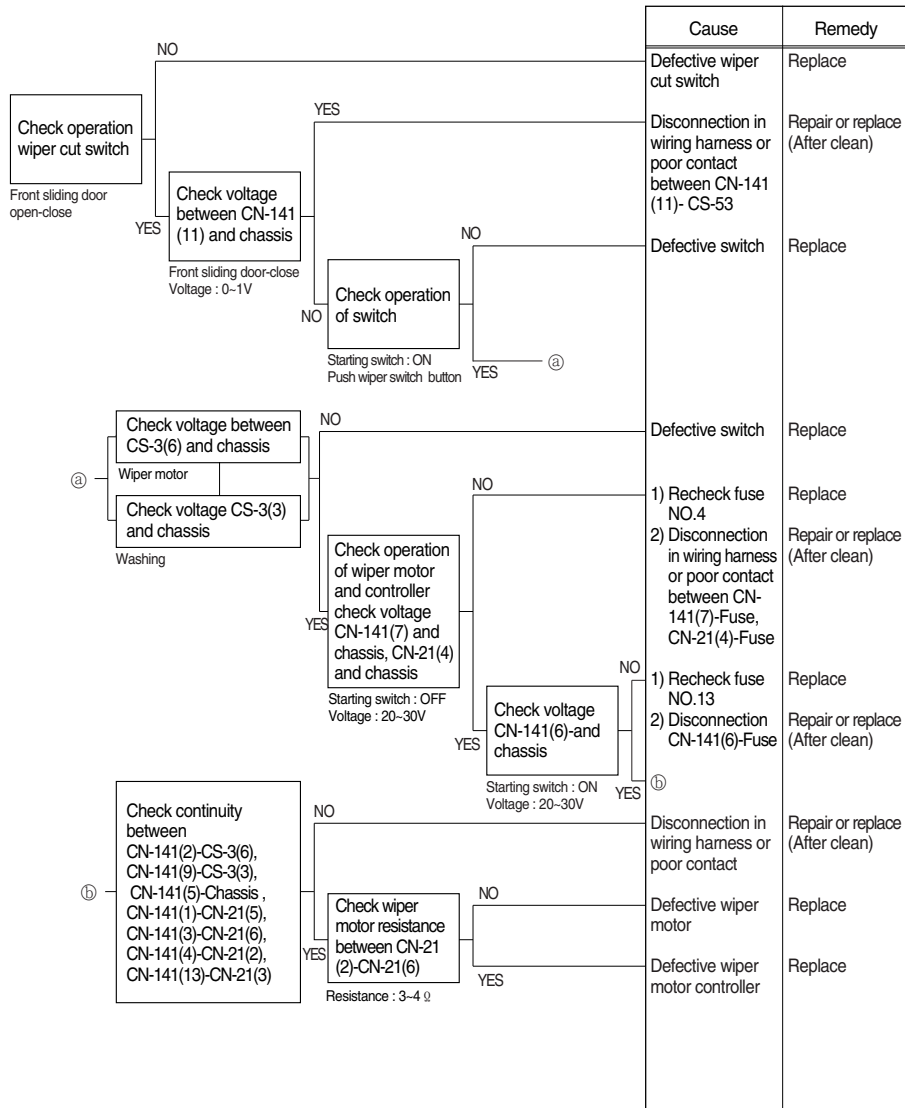 Cause
Remedy
NO
Defective wiper
cut switch
Replace
Check operation
wiper cut switch
Front sliding door
open-close
YES
YES
Disconnection in
wiring harness or
poor contact
between CN-141
(11)- CS-53
Repair or replace
(After clean)
Check voltage
between CN-141
(11) and chassis
Front sliding door-close
Voltage : 0~1V
NO
NO
Defective switch
Replace
Check operation
of switch
Starting switch : ON
Push wiper switch button
YES
ⓐ
ⓐ
Check voltage between
CS-3(6) and chassis
Wiper motor
Check voltage CS-3(3)
and chassis
Washing
NO
Defective switch
Replace
YES
Check operation
of wiper motor
and controller
check voltage
CN-141(7) and
chassis, CN-21(4)
and chassis
Starting switch : OFF
Voltage : 20~30V
NO
1) Recheck fuse
NO.4
Replace
2) Disconnection
in wiring harness
or poor contact
between CN-
141(7)-Fuse,
CN-21(4)-Fuse
Repair or replace
(After clean)
YES
Check voltage
CN-141(6)-and
chassis
Starting switch : ON
Voltage : 20~30V
NO
1) Recheck fuse
NO.13
Replace
2) Disconnection
CN-141(6)-Fuse
Repair or replace
(After clean)
YES
ⓑ
ⓑ
Check continuity
between
CN-141(2)-CS-3(6),
CN-141(9)-CS-3(3),
CN-141(5)-Chassis ,
CN-141(1)-CN-21(5),
CN-141(3)-CN-21(6),
CN-141(4)-CN-21(2),
CN-141(13)-CN-21(3)
NO
Disconnection in
wiring harness or
poor contact
Repair or replace
(After clean)
YES
Check wiper
motor resistance
between CN-21
(2)-CN-21(6)
Resistance : 3~4 Ω
NO
Defective wiper
motor
Replace
YES
Defective wiper
motor controller
Replace